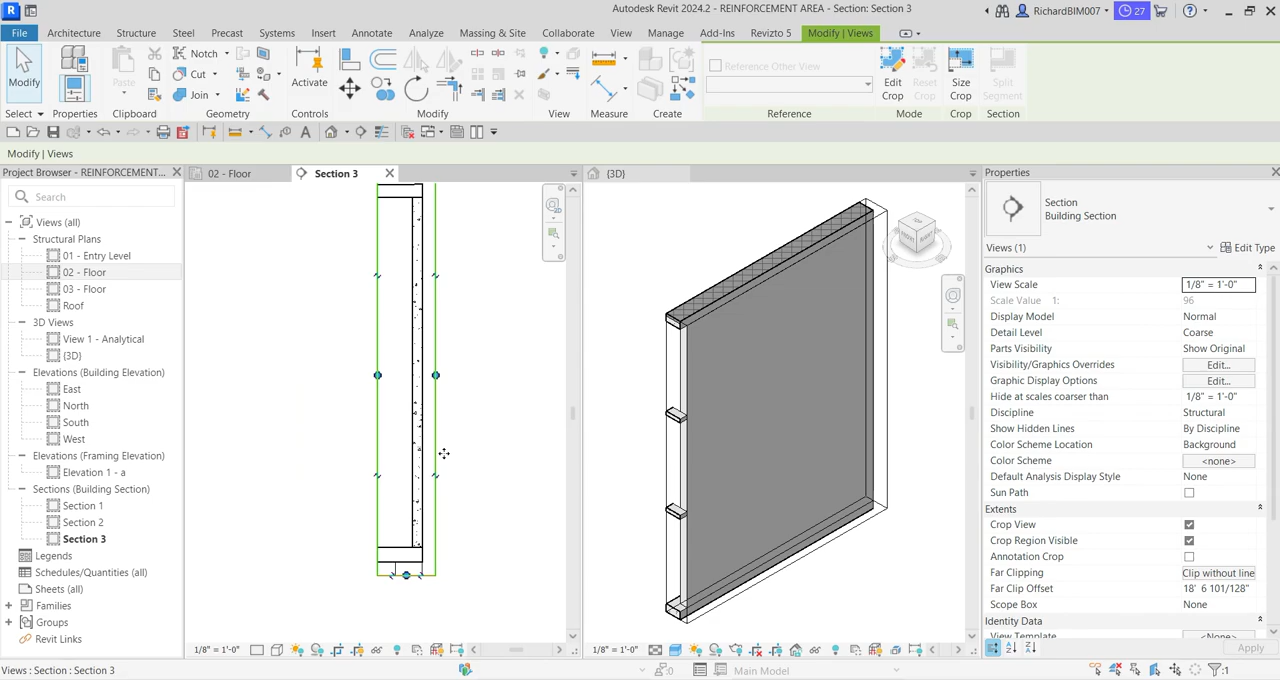 Autodesk Revit 2024.2 - REINFORCEMENT AREA - Section: Section 3
RichardBIM007
27
File Architecture Structure Steel Precast Systems Insert Annotate Analyze Massing & Site Collaborate View Manage Add-Ins Revizto 5 Modify | Views
Modify
Paste
Notch
Cut
Join
Activate
Reference Other View
Edit Crop
Reset Crop
Size Crop
Split Segment
Select Properties Clipboard Geometry Controls Modify View Measure Create Reference Mode Crop Section
Modify | Views
Project Browser - REINFORCEMENT...
02 - Floor
Section 3
{3D}
Properties
Search
Views (all)
Structural Plans
01 - Entry Level
02 - Floor
03 - Floor
Roof
3D Views
View 1 - Analytical
{3D}
Elevations (Building Elevation)
East
North
South
West
Elevations (Framing Elevation)
Elevation 1 - a
Sections (Building Section)
Section 1
Section 2
Section 3
Legends
Schedules/Quantities (all)
Sheets (all)
Families
Groups
Revit Links
Section
Building Section
Views (1)
Edit Type
Graphics
View Scale 1/8" = 1'-0"
Scale Value 1: 96
Display Model Normal
Detail Level Coarse
Parts Visibility Show Original
Visibility/Graphics Overrides Edit...
Graphic Display Options Edit...
Hide at scales coarser than 1/8" = 1'-0"
Discipline Structural
Show Hidden Lines By Discipline
Color Scheme Location Background
Color Scheme <none>
Default Analysis Display Style None
Sun Path
Extents
Crop View
Crop Region Visible
Annotation Crop
Far Clipping Clip without line
Far Clip Offset 18' 6 101/128"
Scope Box None
Identity Data
View Template <None>
1/8" = 1'-0"
1/8" = 1'-0"
Apply
Views : Section : Section 3
:0
Main Model
:1